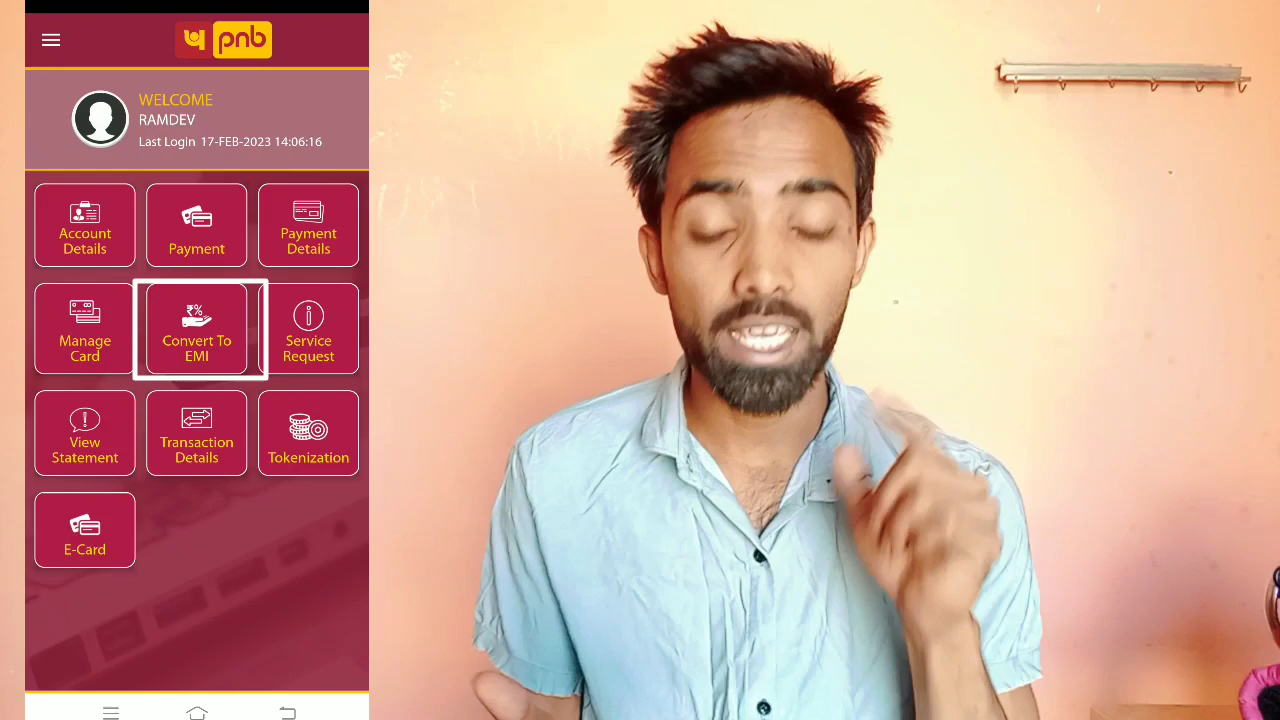 प pnb
WELCOME
RAMDEV
Last Login 17-FEB-2023 14:06:16
Account
Details
Payment
Payment
Details
Manage
Card
₹%
Convert To
EMI
Service
Request
View
Statement
Transaction
Details
Tokenization
E-Card